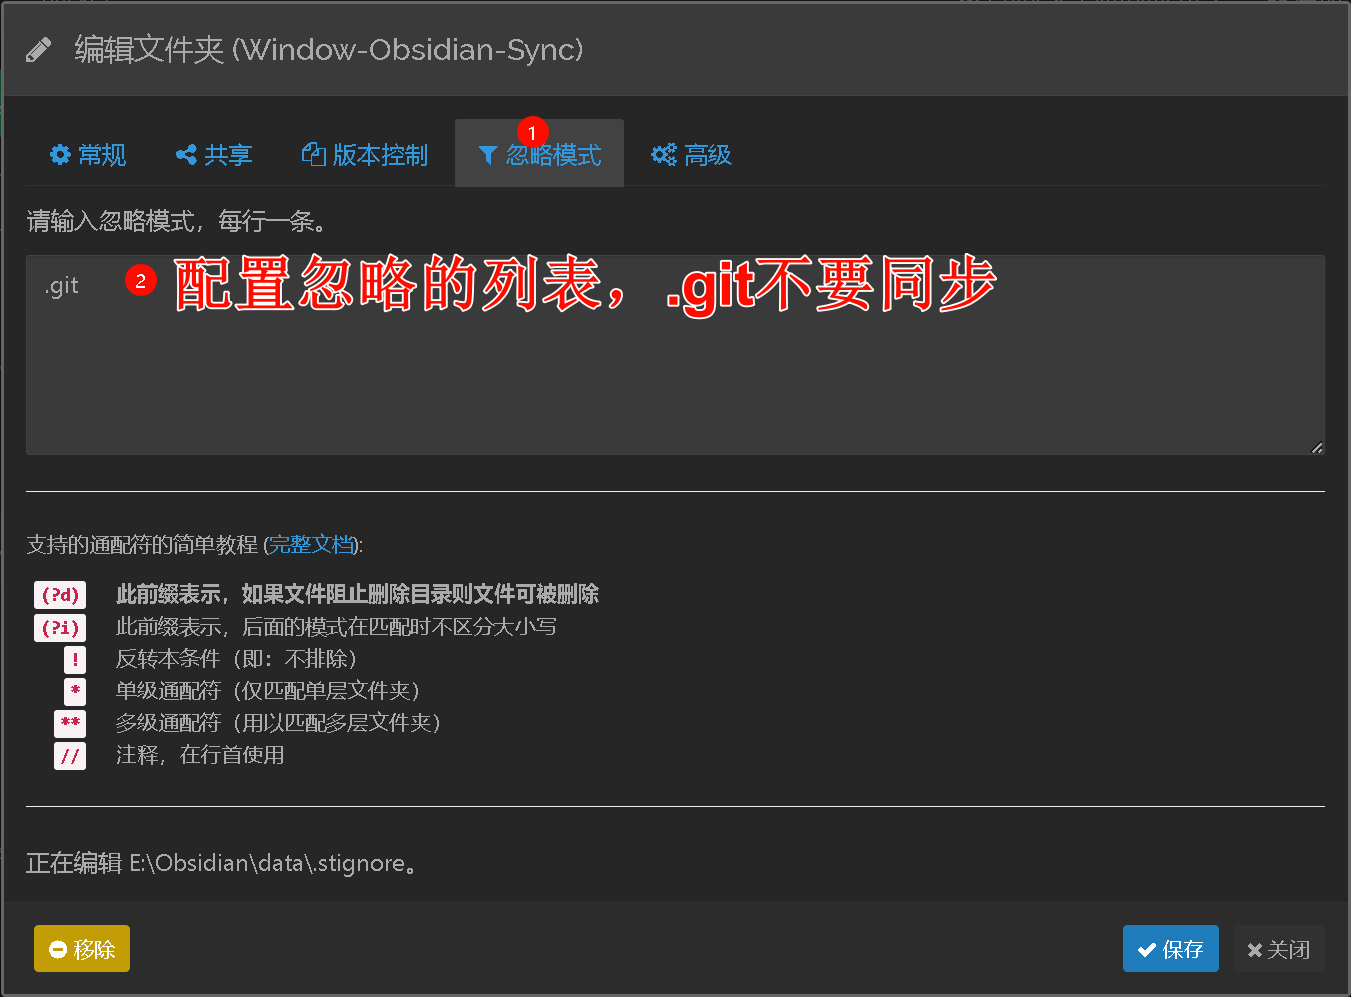 编辑文件夹 (Window-Obsidian-Sync)
常规 共享 版本控制 1 忽略模式 高级
请输入忽略模式，每行一条。
.git 2 配置忽略的列表，.git不要同步
支持的通配符的简单教程 (完整文档):
(?d) 此前缀表示，如果文件阻止删除目录则文件可被删除
(?i) 此前缀表示，后面的模式在匹配时不区分大小写
! 反转本条件（即：不排除）
* 单级通配符（仅匹配单层文件夹）
** 多级通配符（用以匹配多层文件夹）
// 注释，在行首使用
正在编辑 E:\Obsidian\data\.stignore。
移除 保存 关闭